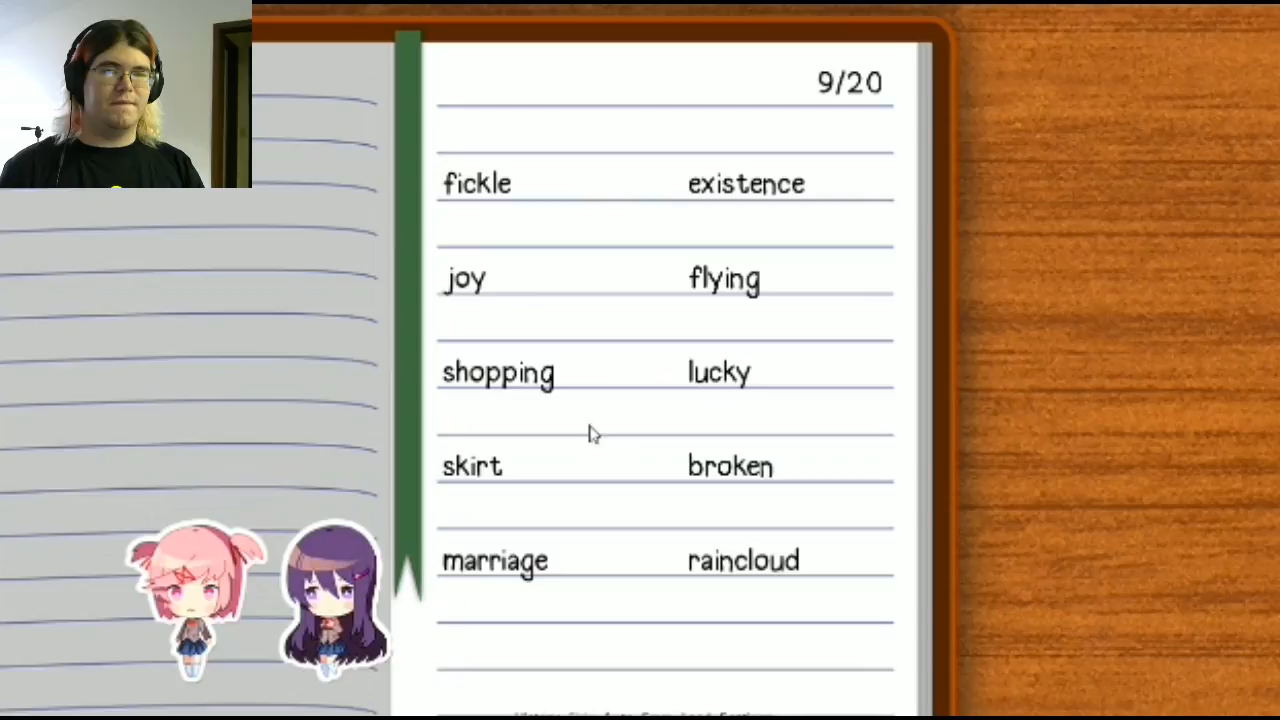 9/20
fickle existence
joy flying
shopping lucky
skirt broken
marriage raincloud